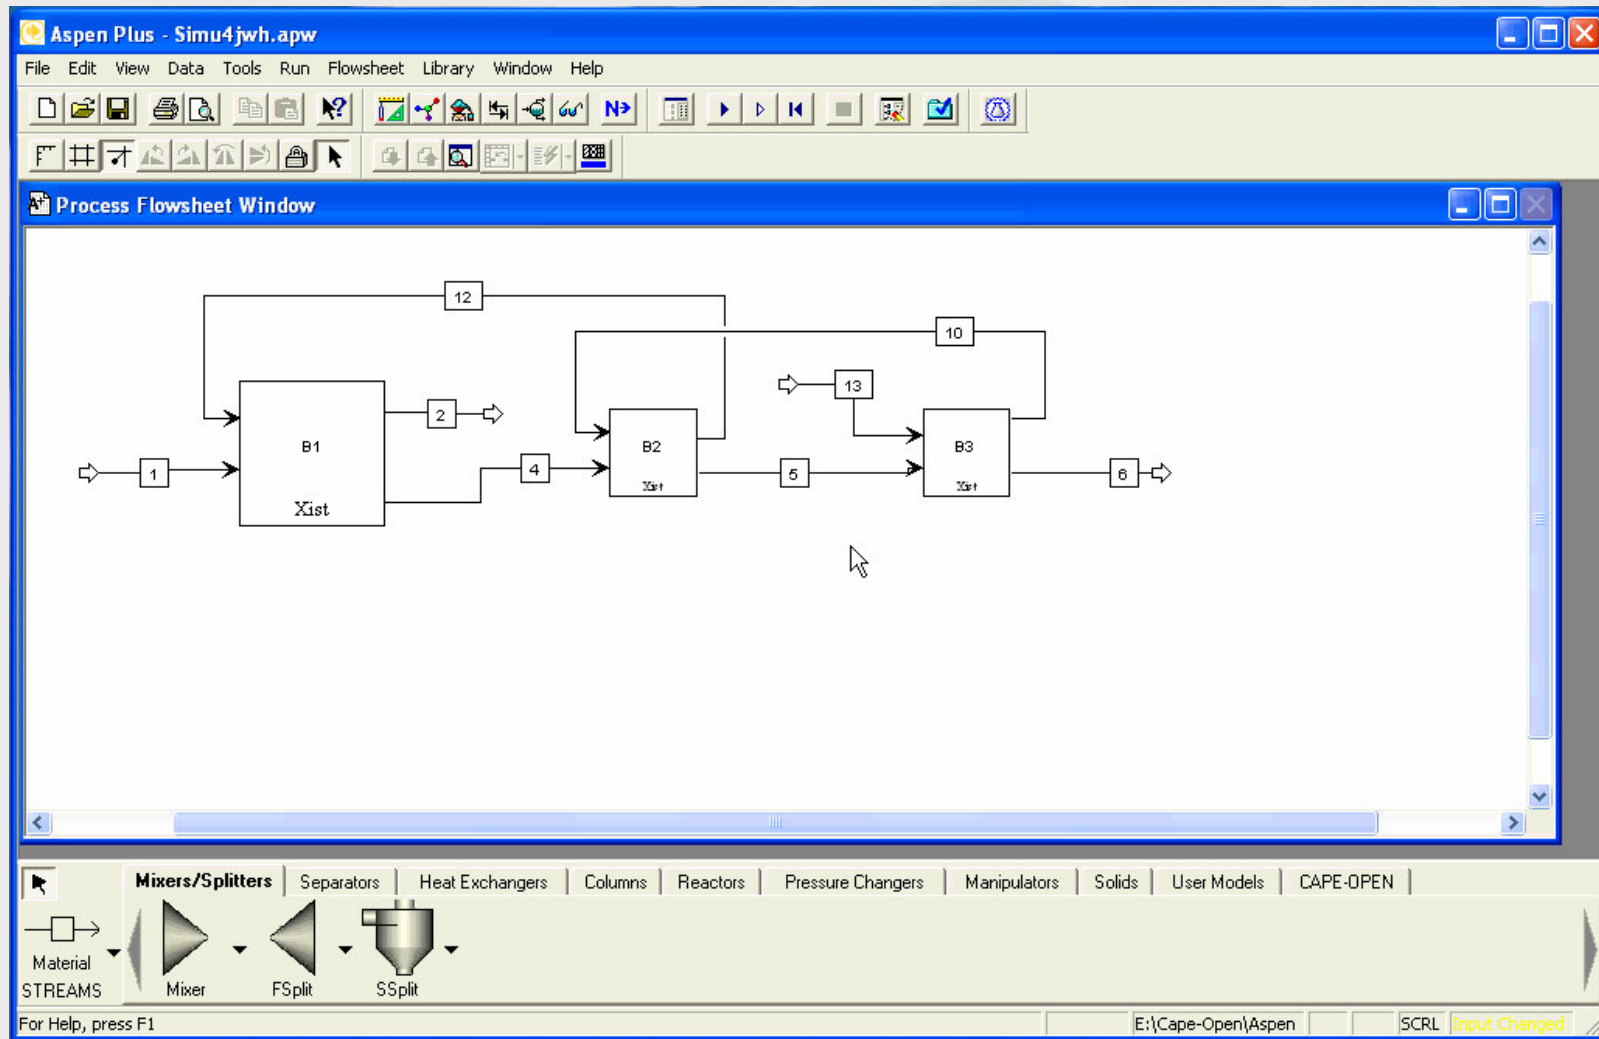 Aspen Plus - Simu4jwh.apw
File Edit View Data Tools Run Flowsheet Library Window Help
N
Process Flowsheet Window
12
10
13
2
B1
B2
B3
1
4
5
6
Xist
Xist
Xist
Mixers/Splitters Separators Heat Exchangers Columns Reactors Pressure Changers Manipulators Solids User Models CAPE-OPEN
Material
STREAMS
Mixer FSplit SSplit
For Help, press F1 E:\Cape-Open\Aspen SCRL Input Changed